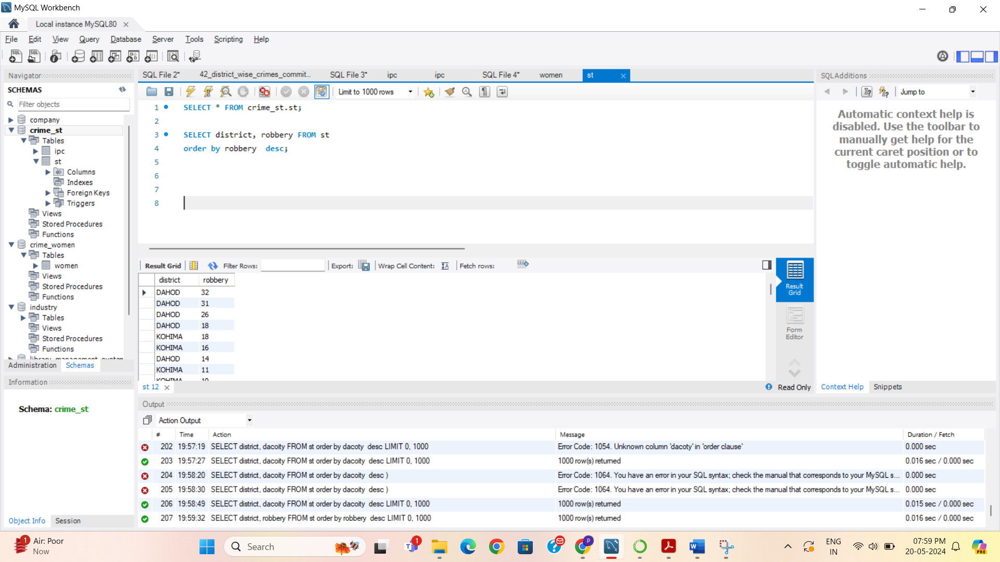 MySQL Workbench
Local instance MySQL80
File Edit View Query Database Server Tools Scripting Help
Navigator
SCHEMAS
Filter objects
company
crime_st
Tables
ipc
st
Columns
Indexes
Foreign Keys
Triggers
Views
Stored Procedures
Functions
crime_women
Tables
women
Views
Stored Procedures
Functions
industry
Tables
Views
Stored Procedures
Functions
library_management_system
Administration Schemas
Information
Schema: crime_st
Object Info Session
SQL File 2* 42_district_wise_crimes_commit... SQL File 3* ipc ipc SQL File 4* women st
Limit to 1000 rows
1 SELECT * FROM crime_st.st;
2
3 SELECT district, robbery FROM st
4 order by robbery desc;
5
6
7
8
Result Grid Filter Rows: Export: Wrap Cell Content: Fetch rows:
district robbery
DAHOD 32
DAHOD 31
DAHOD 26
DAHOD 18
KOHIMA 18
KOHIMA 16
DAHOD 14
KOHIMA 11
KOHIMA 10
Result
Grid
Form
Editor
st 12
Read Only
SQLAdditions
Jump to
Automatic context help is
disabled. Use the toolbar to
manually get help for the
current caret position or to
toggle automatic help.
Context Help Snippets
Output
Action Output
# Time Action Message Duration / Fetch
202 19:57:19 SELECT district, dacoity FROM st order by dacoty desc LIMIT 0, 1000 Error Code: 1054. Unknown column 'dacoty' in 'order clause' 0.000 sec
203 19:57:27 SELECT district, dacoity FROM st order by dacoity desc LIMIT 0, 1000 1000 row(s) returned 0.016 sec / 0.000 sec
204 19:58:20 SELECT district, dacoity FROM st order by dacoity desc ) Error Code: 1064. You have an error in your SQL syntax; check the manual that corresponds to your MySQL s... 0.000 sec
205 19:58:30 SELECT district, dacoity FROM st order by dacoity desc ) Error Code: 1064. You have an error in your SQL syntax; check the manual that corresponds to your MySQL s... 0.000 sec
206 19:58:49 SELECT district, dacoity FROM st order by dacoity desc LIMIT 0, 1000 1000 row(s) returned 0.015 sec / 0.000 sec
207 19:59:32 SELECT district, robbery FROM st order by robbery desc LIMIT 0, 1000 1000 row(s) returned 0.016 sec / 0.000 sec
1
Air: Poor
Now
Search
1
P
ENG
IN
07:59 PM
20-05-2024
PRE